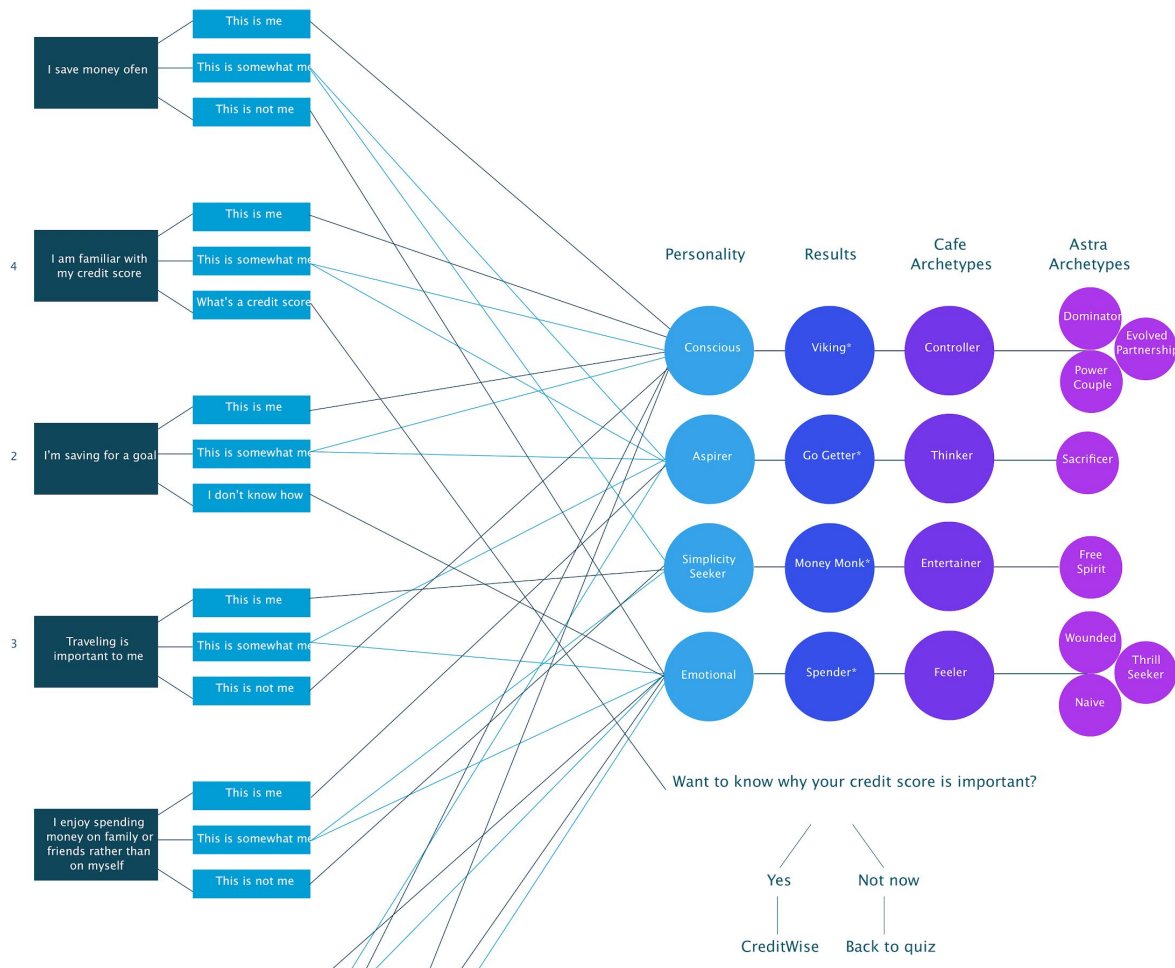 I save money ofen
This is me
This is somewhat me
This is not me
4
I am familiar with
my credit score
This is me
This is somewhat me
What's a credit score
2
I'm saving for a goal
This is me
This is somewhat me
I don't know how
3
Traveling is
important to me
This is me
This is somewhat me
This is not me
I enjoy spending
money on family or
friends rather than
on myself
This is me
This is somewhat me
This is not me
Personality
Results
Cafe
Archetypes
Astra
Archetypes
Conscious
Viking*
Controller
Dominator
Evolved
Partnership
Power
Couple
Aspirer
Go Getter*
Thinker
Sacrificer
Simplicity
Seeker
Money Monk*
Entertainer
Free
Spirit
Emotional
Spender*
Feeler
Wounded
Thrill
Seeker
Naive
Want to know why your credit score is important?
Yes
Not now
CreditWise
Back to quiz